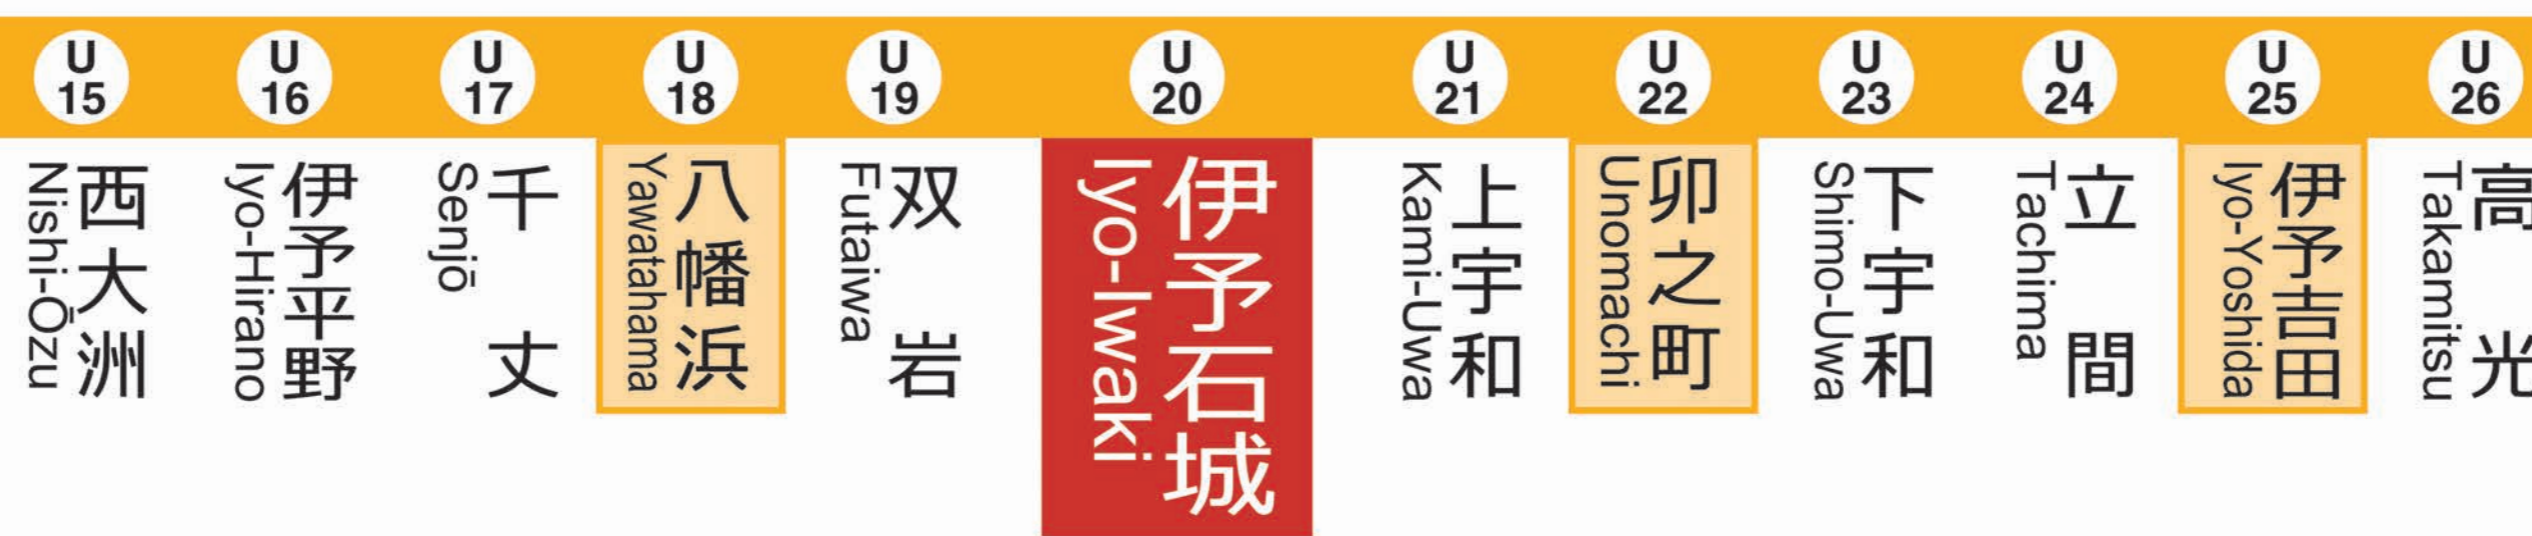 U
15
西大洲
Nishi-Ōzu
U
16
伊予平野
Iyo-Hirano
U
17
千丈
Senjō
U
18
八幡浜
Yawatahama
U
19
双岩
Futaiwa
U
20
伊予石城
Iyo-Iwaki
U
21
上宇和
Kami-Uwa
U
22
卯之町
Unomachi
U
23
下宇和
Shimo-Uwa
U
24
立間
Tachima
U
25
伊予吉田
Iyo-Yoshida
U
26
高光
Takamitsu